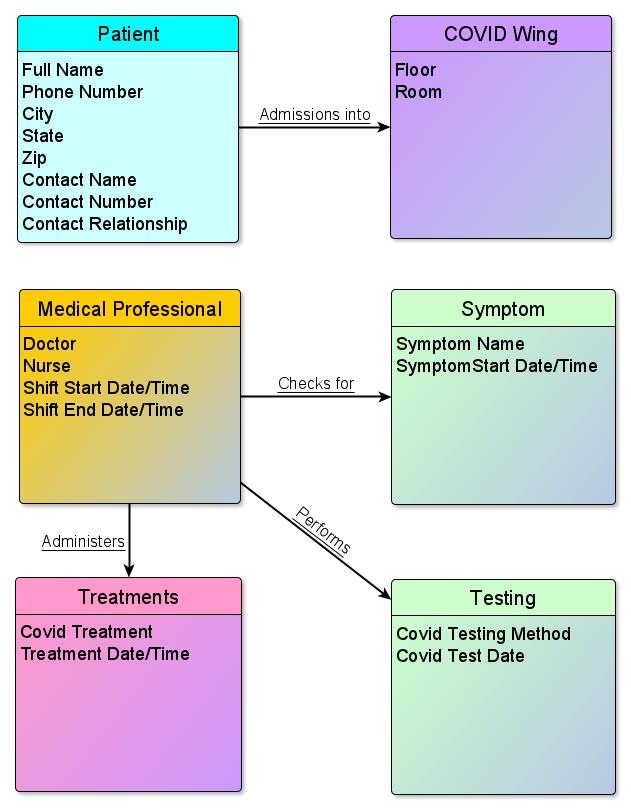 Patient
Full Name
Phone Number
City
State
Zip
Contact Name
Contact Number
Contact Relationship
Admissions into
COVID Wing
Floor
Room
Medical Professional
Doctor
Nurse
Shift Start Date/Time
Shift End Date/Time
Checks for
Symptom
Symptom Name
SymptomStart Date/Time
Administers
Performs
Treatments
Covid Treatment
Treatment Date/Time
Testing
Covid Testing Method
Covid Test Date